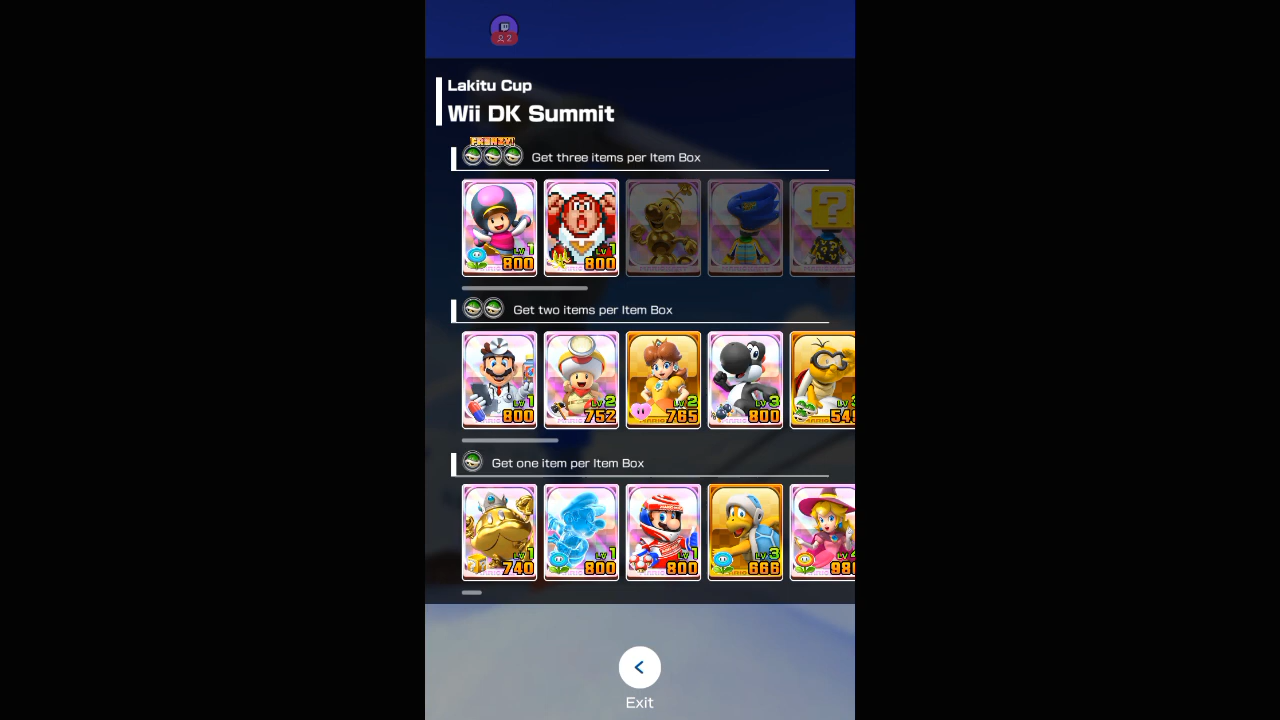 2
Lakitu Cup
Wii DK Summit
FRENZY!
Get three items per Item Box
LV 1
800
LV 1
800
Get two items per Item Box
LV 1
800
LV 2
752
LV 2
765
LV 3
800
Get one item per Item Box
LV 1
740
LV 1
800
LV 1
800
LV 3
666
Exit